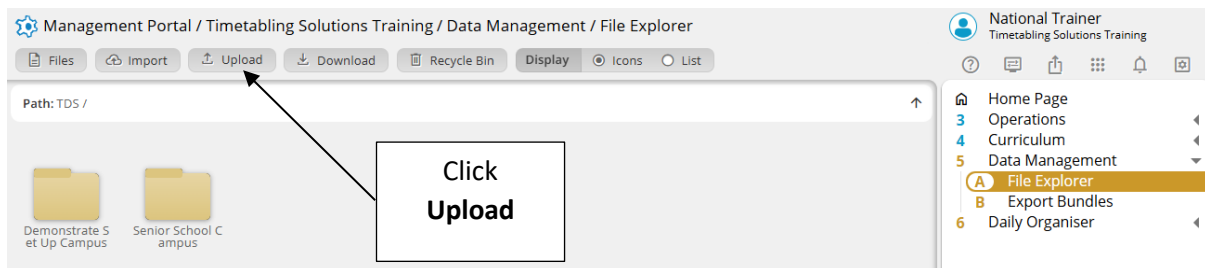 Management Portal / Timetabling Solutions Training / Data Management / File Explorer
Files Import Upload Download Recycle Bin Display Icons List
Path: TDS /
Demonstrate S
et Up Campus
Senior School C
ampus
Click
Upload
National Trainer
Timetabling Solutions Training
Home Page
3 Operations
4 Curriculum
5 Data Management
A File Explorer
B Export Bundles
6 Daily Organiser